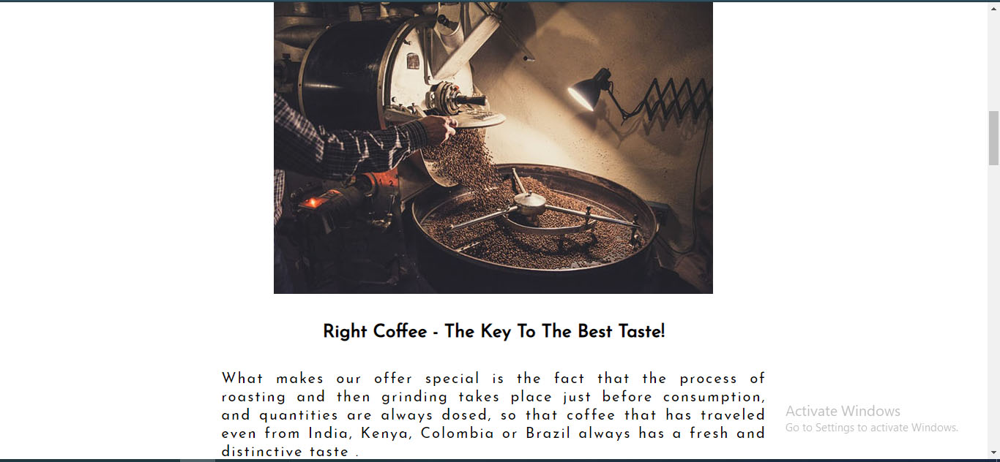 Right Coffee - The Key To The Best Taste!
What makes our offer special is the fact that the process of
roasting and then grinding takes place just before consumption,
and quantities are always dosed, so that coffee that has traveled
even from India, Kenya, Colombia or Brazil always has a fresh and
distinctive taste .
Activate Windows
Go to Settings to activate Windows.